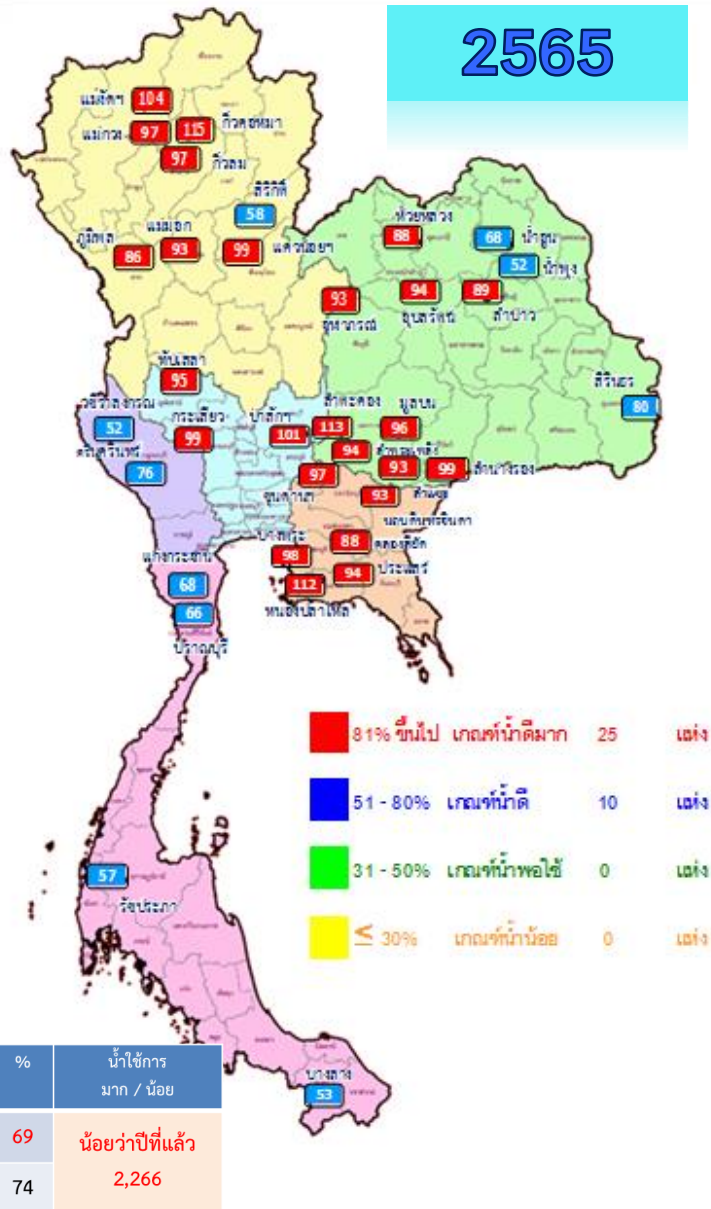 2565
แม่งัดฯ 104
แม่กวง 97 115 กิ่วคอหมา
97 กิ่วลม
สิริกิติ์
58
ภูมิพล แม่มอก
86 93 99 แควน้อยฯ
ห้วยหลวง
88 68 น้ำอูน
52 น้ำพุง
93 94 89
จุฬาภรณ์ อุบลรัตน์ ลำปาว
ทับเสลา
95
สิรินธร
80
วชิราลงกรณ กระเสียว ป่าสักฯ ลำตะคอง มูลบน
52 99 101 113 96
ศรีนครินทร์ 94 ลำพระเพลิง
76 97 93 99 ลำนางรอง
ขุนด่านฯ 93 ลำแชะ
นฤบดินทรจินดา
บางพระ 88 คลองสียัด
แก่งกระจาน 98
68 112 94 ประแสร์
หนองปลาไหล
66
ปราณบุรี
81% ขึ้นไป เกณฑ์น้ำดีมาก 25 แห่ง
51 - 80% เกณฑ์น้ำดี 10 แห่ง
31 - 50% เกณฑ์น้ำพอใช้ 0 แห่ง
≤ 30% เกณฑ์น้ำน้อย 0 แห่ง
57
รัชประภา
บางลาง
53
% น้ำใช้การ
มาก / น้อย
69 น้อยว่าปีที่แล้ว
2,266
74